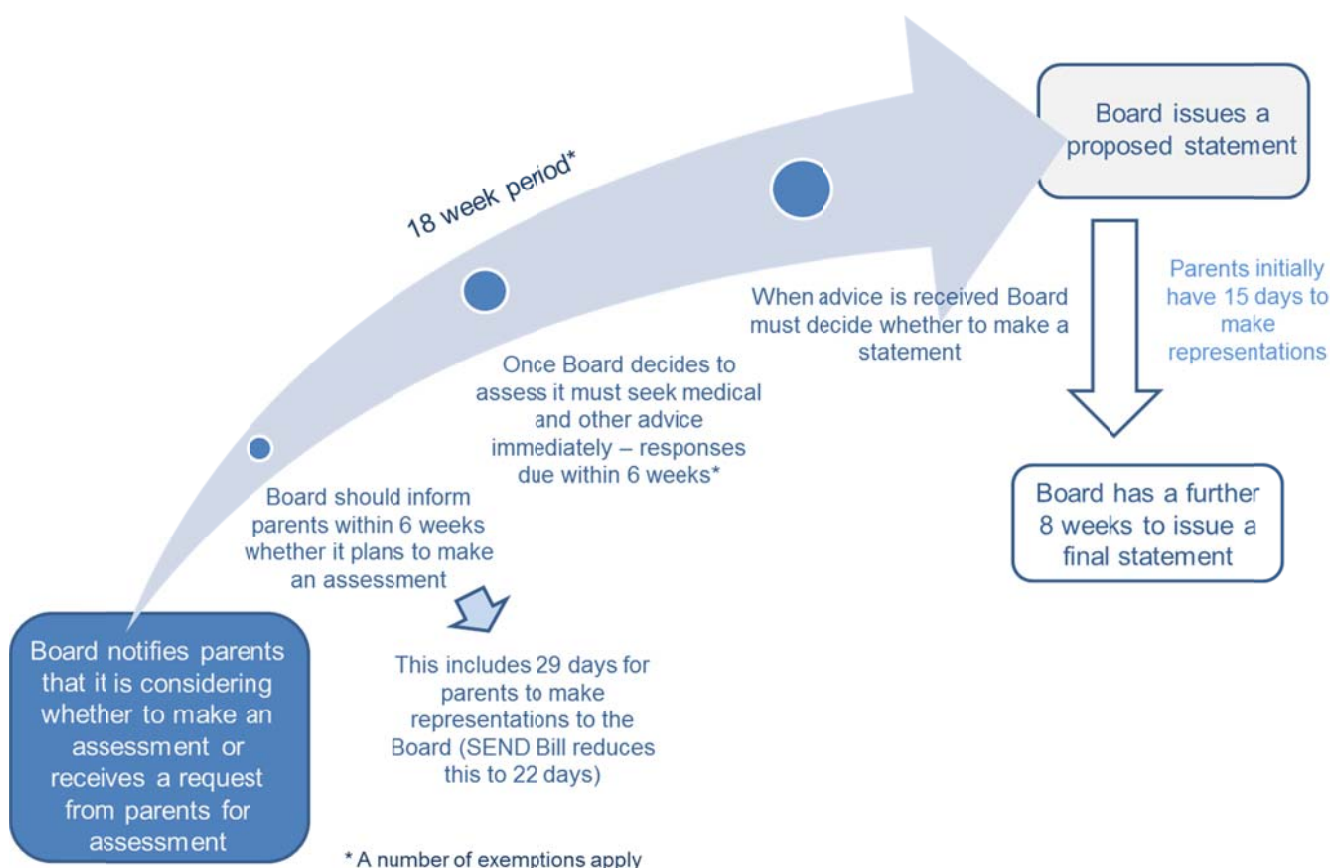 Board notifies parents
that it is considering
whether to make an
assessment or
receives a request
from parents for
assessment
18 week period*
Board should inform
parents within 6 weeks
whether it plans to make
an assessment
This includes 29 days for
parents to make
representations to the
Board (SEND Bill reduces
this to 22 days)
Once Board decides to
assess it must seek medical
and other advice
immediately – responses
due within 6 weeks*
When advice is received Board
must decide whether to make a
statement
Board issues a
proposed statement
Parents initially
have 15 days to
make
representations
Board has a further
8 weeks to issue a
final statement
* A number of exemptions apply